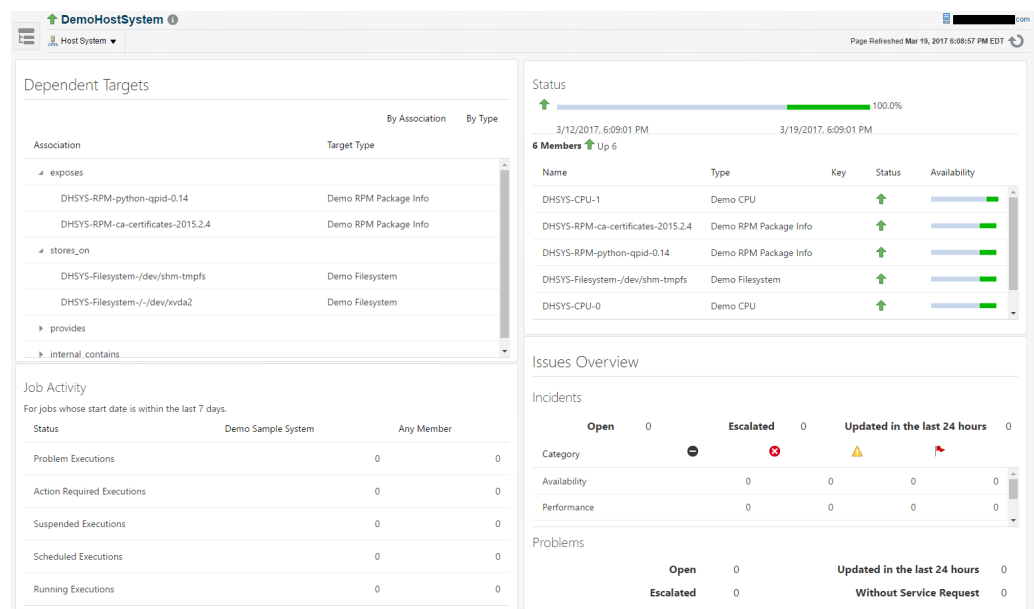 DemoHostSystem
com
Host System
Page Refreshed Mar 19, 2017 6:08:57 PM EDT
Dependent Targets
By Association By Type
Association Target Type
exposes
DHSYS-RPM-python-qpid-0.14 Demo RPM Package Info
DHSYS-RPM-ca-certificates-2015.2.4 Demo RPM Package Info
stores_on
DHSYS-Filesystem-/dev/shm-tmpfs Demo Filesystem
DHSYS-Filesystem-/-/dev/xvda2 Demo Filesystem
provides
internal_contains
Status
100.0%
3/12/2017, 6:09:01 PM 3/19/2017, 6:09:01 PM
6 Members Up 6
Name Type Key Status Availability
DHSYS-CPU-1 Demo CPU
DHSYS-RPM-ca-certificates-2015.2.4 Demo RPM Package Info
DHSYS-RPM-python-qpid-0.14 Demo RPM Package Info
DHSYS-Filesystem-/dev/shm-tmpfs Demo Filesystem
DHSYS-CPU-0 Demo CPU
Job Activity
For jobs whose start date is within the last 7 days.
Status Demo Sample System Any Member
Problem Executions 0 0
Action Required Executions 0 0
Suspended Executions 0 0
Scheduled Executions 0 0
Running Executions 0 0
Issues Overview
Incidents
Open 0 Escalated 0 Updated in the last 24 hours 0
Category
Availability 0 0 0 0
Performance 0 0 0 0
Problems
Open 0 Updated in the last 24 hours 0
Escalated 0 Without Service Request 0